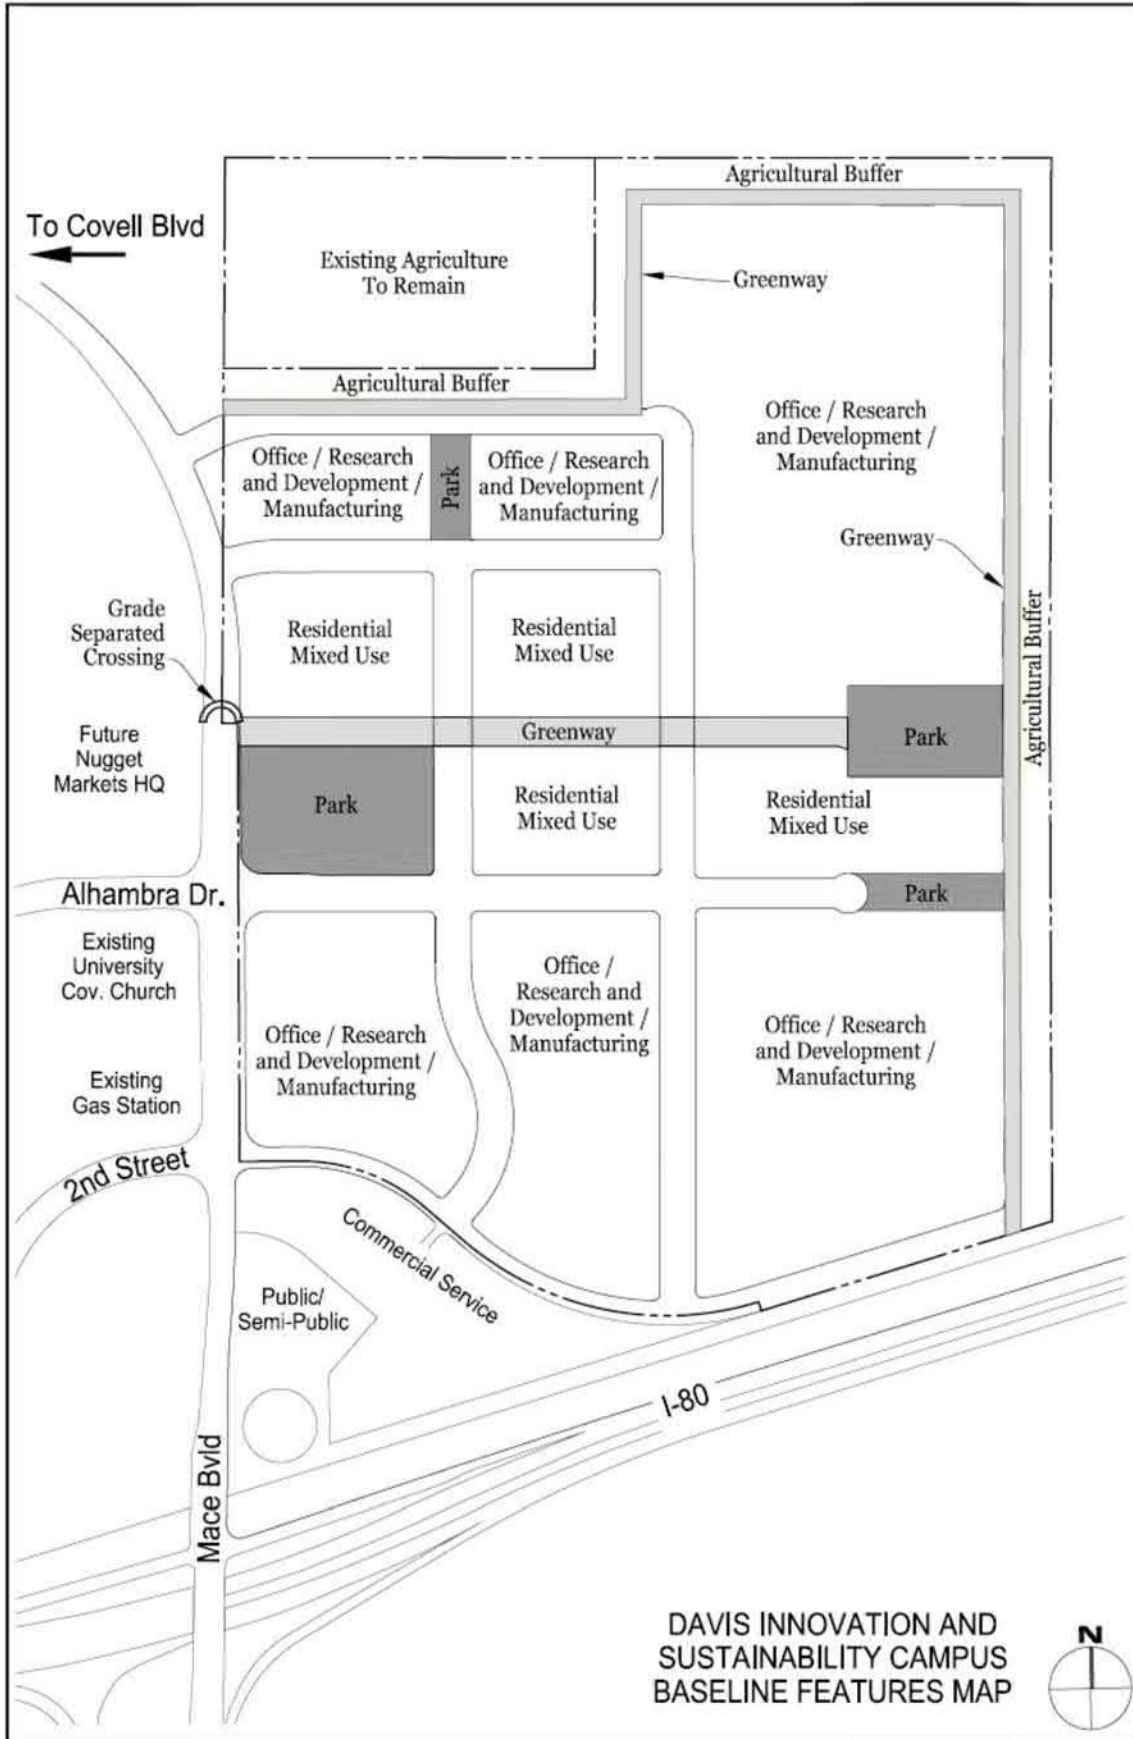 Agricultural Buffer
To Covell Blvd
Existing Agriculture
To Remain
Greenway
Agricultural Buffer
Office / Research
and Development /
Manufacturing
Office / Research
and Development /
Manufacturing
Park
Office / Research
and Development /
Manufacturing
Greenway
Grade
Separated
Crossing
Residential
Mixed Use
Residential
Mixed Use
Agricultural Buffer
Future
Nugget
Markets HQ
Greenway
Park
Park
Residential
Mixed Use
Residential
Mixed Use
Alhambra Dr.
Park
Existing
University
Cov. Church
Office /
Research and
Development /
Manufacturing
Office / Research
and Development /
Manufacturing
Office / Research
and Development /
Manufacturing
Existing
Gas Station
2nd Street
Commercial Service
Public/
Semi-Public
I-80
Mace Bvld
DAVIS INNOVATION AND
SUSTAINABILITY CAMPUS
BASELINE FEATURES MAP
N